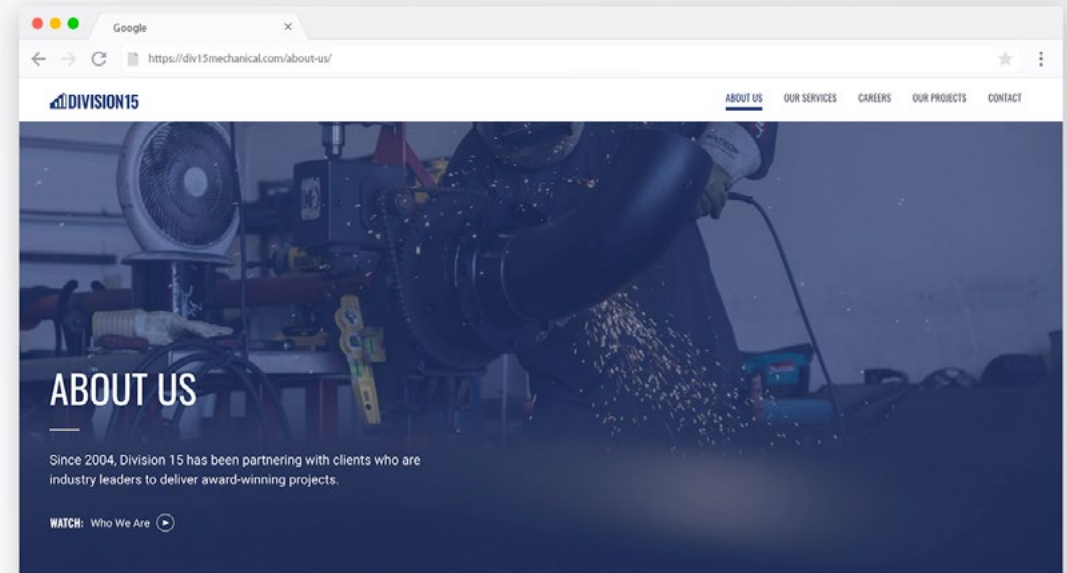 Google
https://div15mechanical.com/about-us/
DIVISION15
ABOUT US
OUR SERVICES
CAREERS
OUR PROJECTS
CONTACT
ABOUT US
Since 2004, Division 15 has been partnering with clients who are
industry leaders to deliver award-winning projects.
WATCH: Who We Are